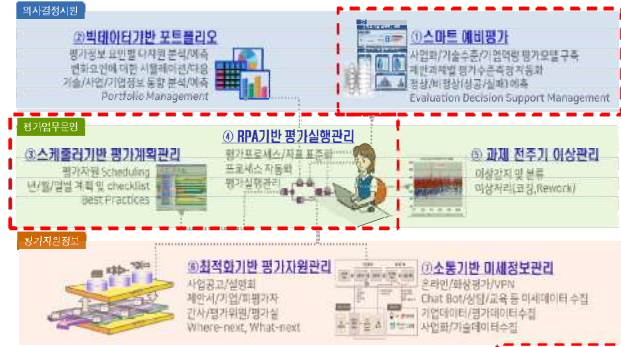 의사결정지원
②빅데이터기반 포트폴리오
평가정보 요인별 다차원 분석/예측
변화요인에 대한 시뮬레이션/대응
기술/사업/기업정보 통합 분석/예측
Portfolio Management
①스마트 예비평가
사업화/기술수준/기업역량 평가모델 구축
제안과제별 평가수준측정 자동화
정상/비정상(성공/실패) 예측
Evaluation Decision Support Management
평가업무운영
③스케줄러기반 평가계획관리
평가자원 Scheduling
년/월/일별 계획 및 checklist
Best Practices
④ RPA기반 평가실행관리
평가프로세스/지표 표준화
프로세스 자동화
평가실행관리
⑤ 과제 전주기 이상관리
이상감지 및 분류
이상처리(코칭,Rework)
평가자원정보
⑥최적화기반 평가자원관리
사업공고/설명회
제안서/기업/피평가자
간사/평가위원/평가실
Where-next, What-next
⑦소통기반 미세정보관리
온라인/화상평가/VPN
Chat Bot/상담/교육 등 미세데이터 수집
기업데이터/평가데이터수집
사업화/기술데이터수집